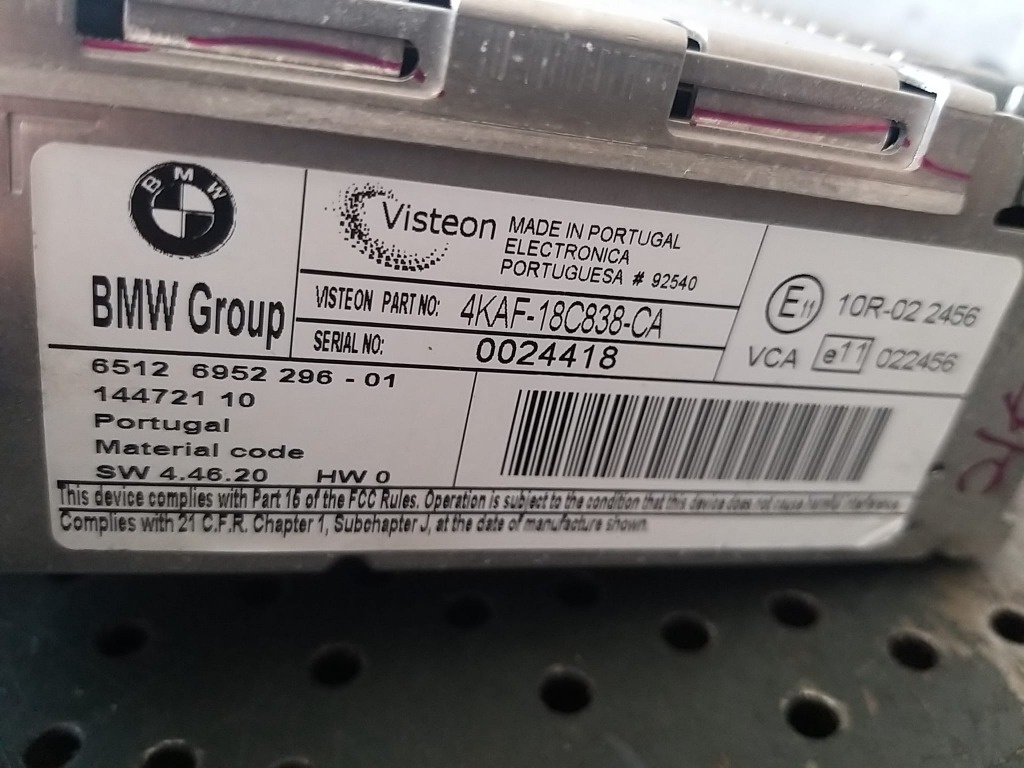 BMW
BMW Group
Visteon
MADE IN PORTUGAL
ELECTRONICA
PORTUGUESA # 92540
VISTEON PART NO: 4KAF-18C838-CA
SERIAL NO: 0024418
E11 10R-02 2456
VCA e11 022456
6512 6952 296 - 01
144721 10
Portugal
Material code
SW 4.46.20 HW 0
This device complies with Part 15 of the FCC Rules. Operation is subject to the condition that this device does not cause harmful interference.
Complies with 21 C.F.R. Chapter 1, Subchapter J, at the date of manufacture shown.